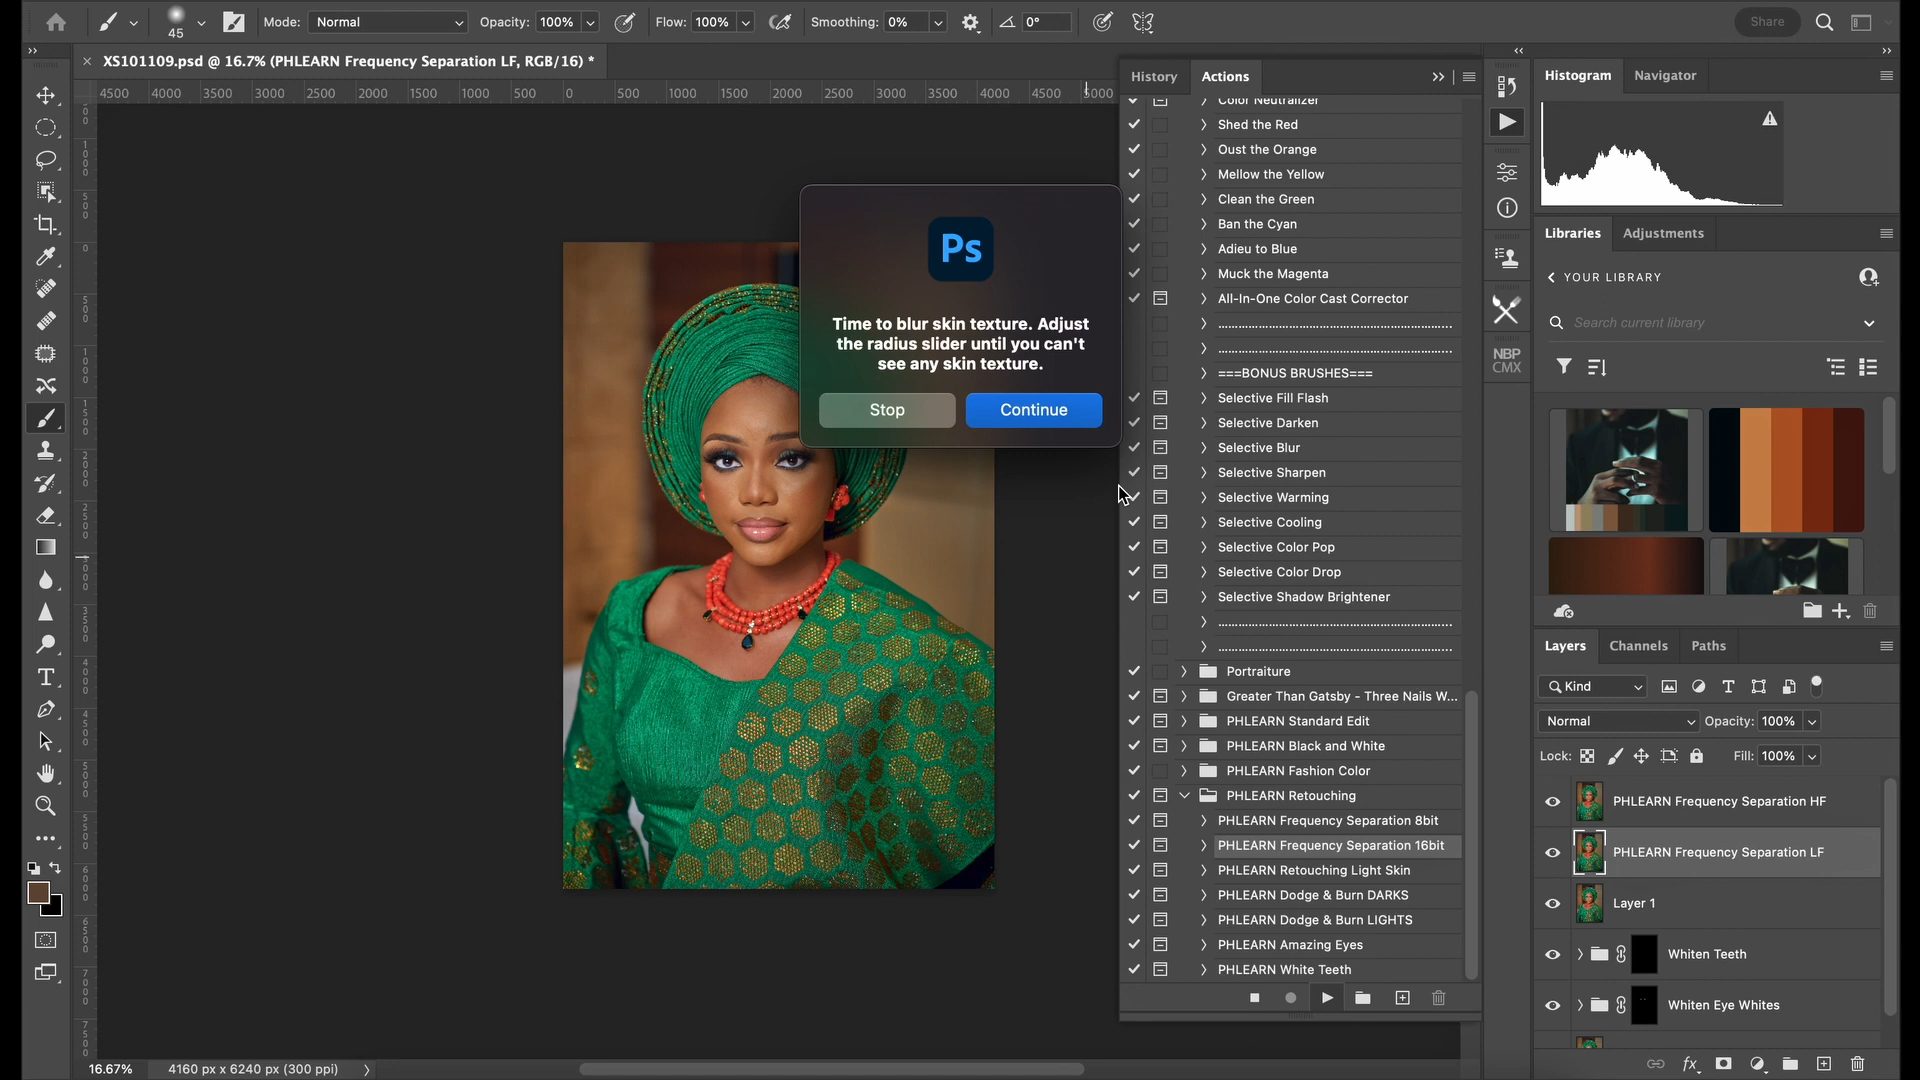 45
Mode:
Normal
Opacity:
100%
Flow:
100%
Smoothing:
0%
0°
Share
XS101109.psd @ 16.7% (PHLEARN Frequency Separation LF, RGB/16) *
4500 4000 3500 3000 2500 2000 1500 1000 500 0 500 1000 1500 2000 2500 3000 3500 4000 4500 5000
History
Actions
Color Neutralizer
Shed the Red
Oust the Orange
Mellow the Yellow
Clean the Green
Ban the Cyan
Adieu to Blue
Muck the Magenta
All-In-One Color Cast Corrector
===BONUS BRUSHES===
Selective Fill Flash
Selective Darken
Selective Blur
Selective Sharpen
Selective Warming
Selective Cooling
Selective Color Pop
Selective Color Drop
Selective Shadow Brightener
Portraiture
Greater Than Gatsby - Three Nails W...
PHLEARN Standard Edit
PHLEARN Black and White
PHLEARN Fashion Color
PHLEARN Retouching
PHLEARN Frequency Separation 8bit
PHLEARN Frequency Separation 16bit
PHLEARN Retouching Light Skin
PHLEARN Dodge & Burn DARKS
PHLEARN Dodge & Burn LIGHTS
PHLEARN Amazing Eyes
PHLEARN White Teeth
Ps
Time to blur skin texture. Adjust
the radius slider until you can't
see any skin texture.
Stop
Continue
NBP
CMX
Histogram
Navigator
Libraries
Adjustments
YOUR LIBRARY
Search current library
Layers
Channels
Paths
Kind
Normal
Opacity:
100%
Lock:
Fill:
100%
PHLEARN Frequency Separation HF
PHLEARN Frequency Separation LF
Layer 1
Whiten Teeth
Whiten Eye Whites
fx
16.67%
4160 px x 6240 px (300 ppi)